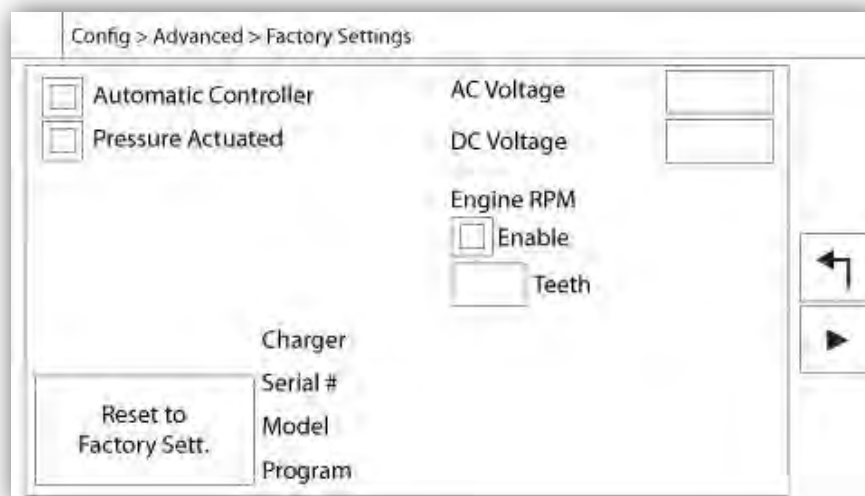 Config > Advanced > Factory Settings
Automatic Controller
Pressure Actuated
AC Voltage
DC Voltage
Engine RPM
Enable
Teeth
Charger
Serial #
Model
Program
Reset to
Factory Sett.